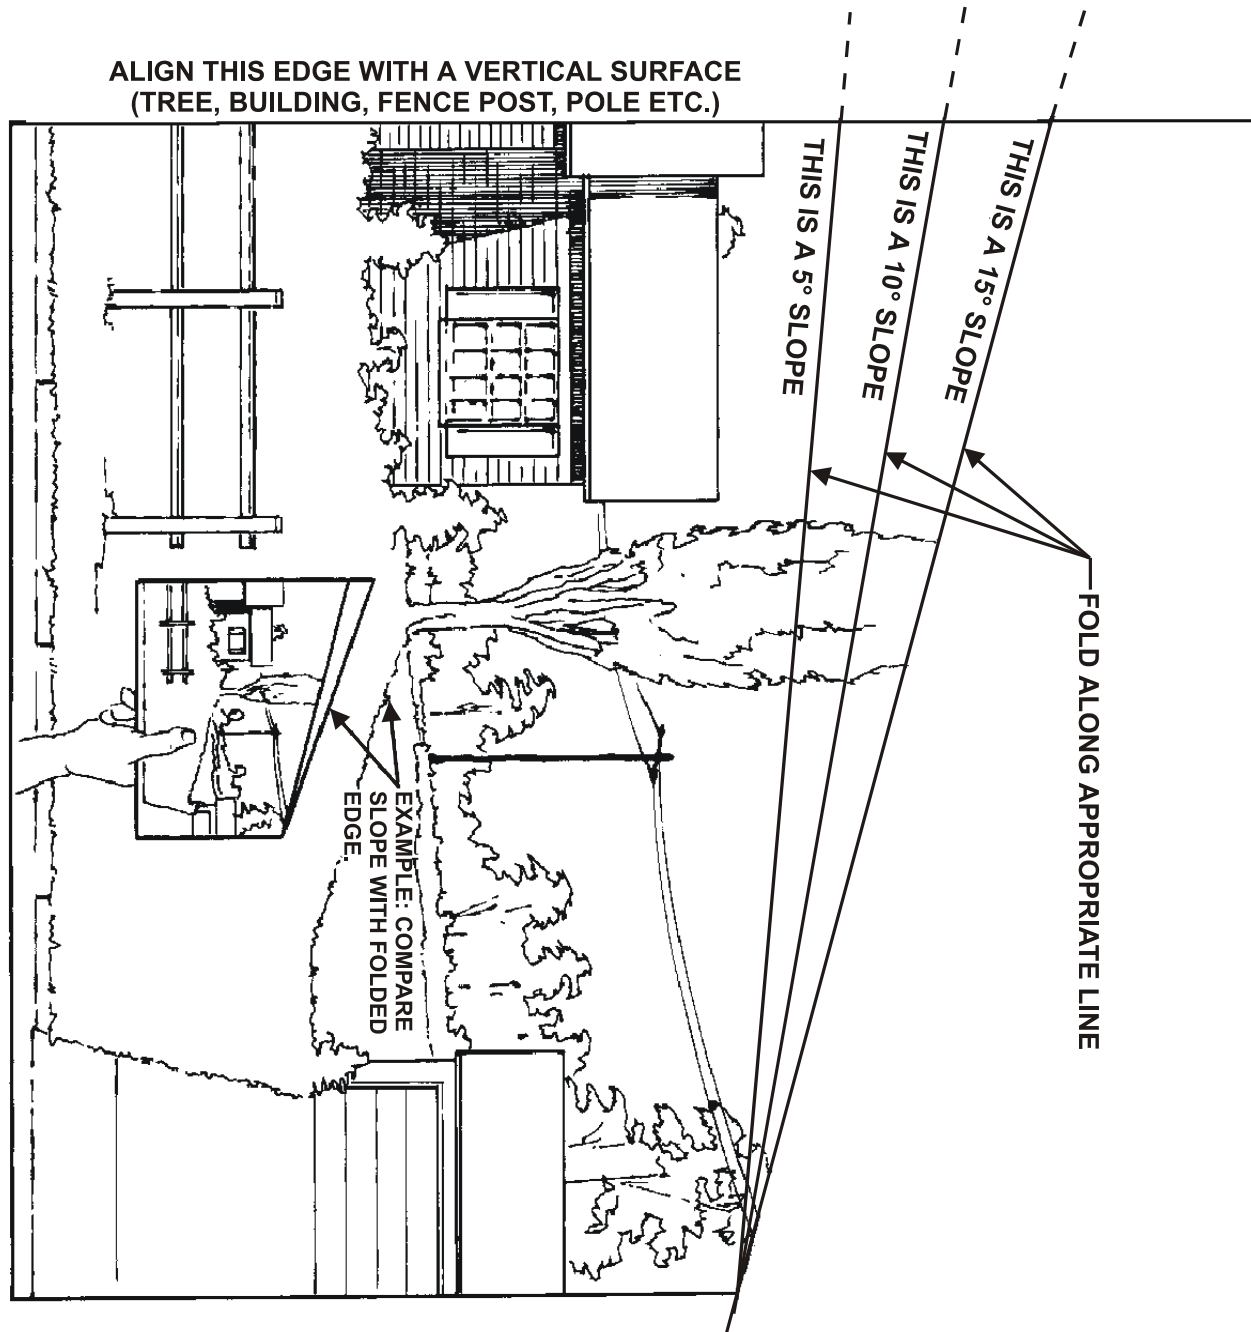 ALIGN THIS EDGE WITH A VERTICAL SURFACE
(TREE, BUILDING, FENCE POST, POLE ETC.)
THIS IS A 5° SLOPE
THIS IS A 10° SLOPE
THIS IS A 15° SLOPE
FOLD ALONG APPROPRIATE LINE
EXAMPLE: COMPARE
SLOPE WITH FOLDED
EDGE.